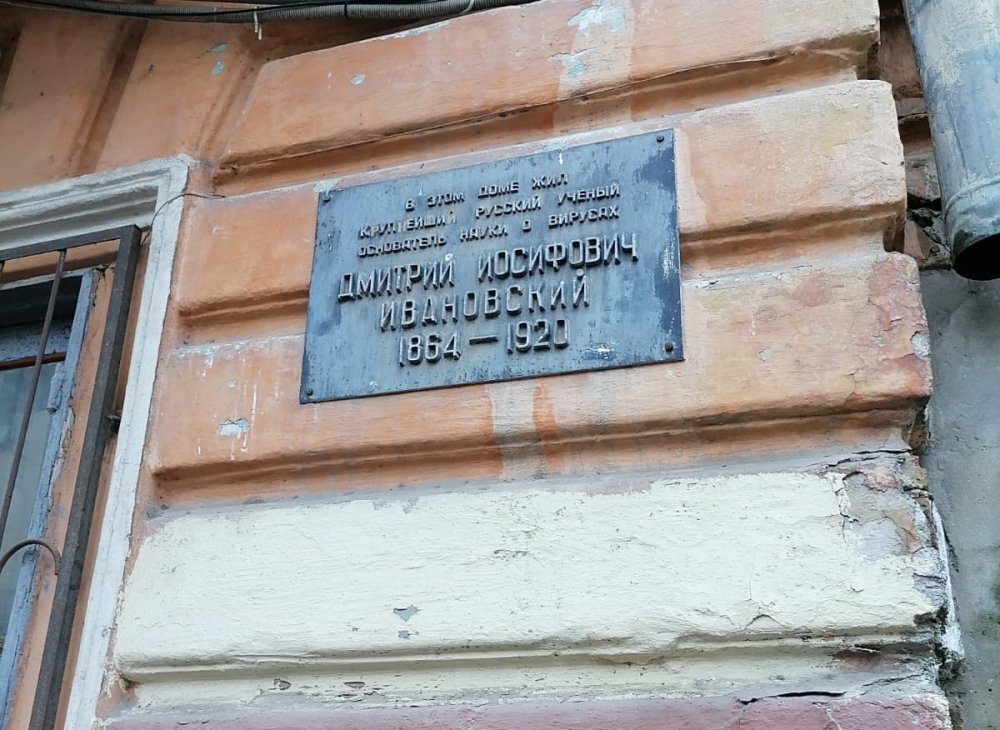 В ЭТОМ ДОМЕ ЖИЛ
КРУПНЕЙШИЙ РУССКИЙ УЧЕНЫЙ
ОСНОВАТЕЛЬ НАУКИ О ВИРУСАХ
ДМИТРИЙ ИОСИФОВИЧ
ИВАНОВСКИЙ
1864 — 1920